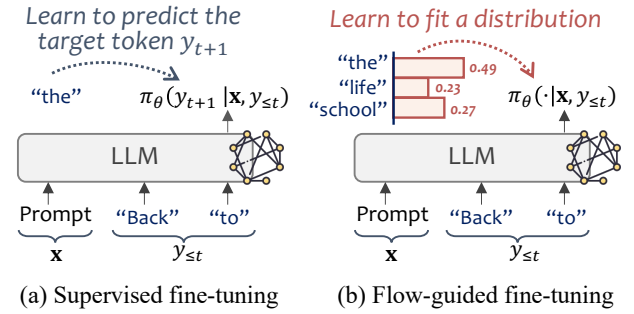 Learn to predict the
target token y_{t+1}
“the”
π_θ(y_{t+1} |x, y_{≤t})
LLM
Prompt “Back” “to”
x y_{≤t}
(a) Supervised fine-tuning
Learn to fit a distribution
“the” 0.49
“life” 0.23
“school” 0.27
π_θ(·|x, y_{≤t})
LLM
Prompt “Back” “to”
x y_{≤t}
(b) Flow-guided fine-tuning